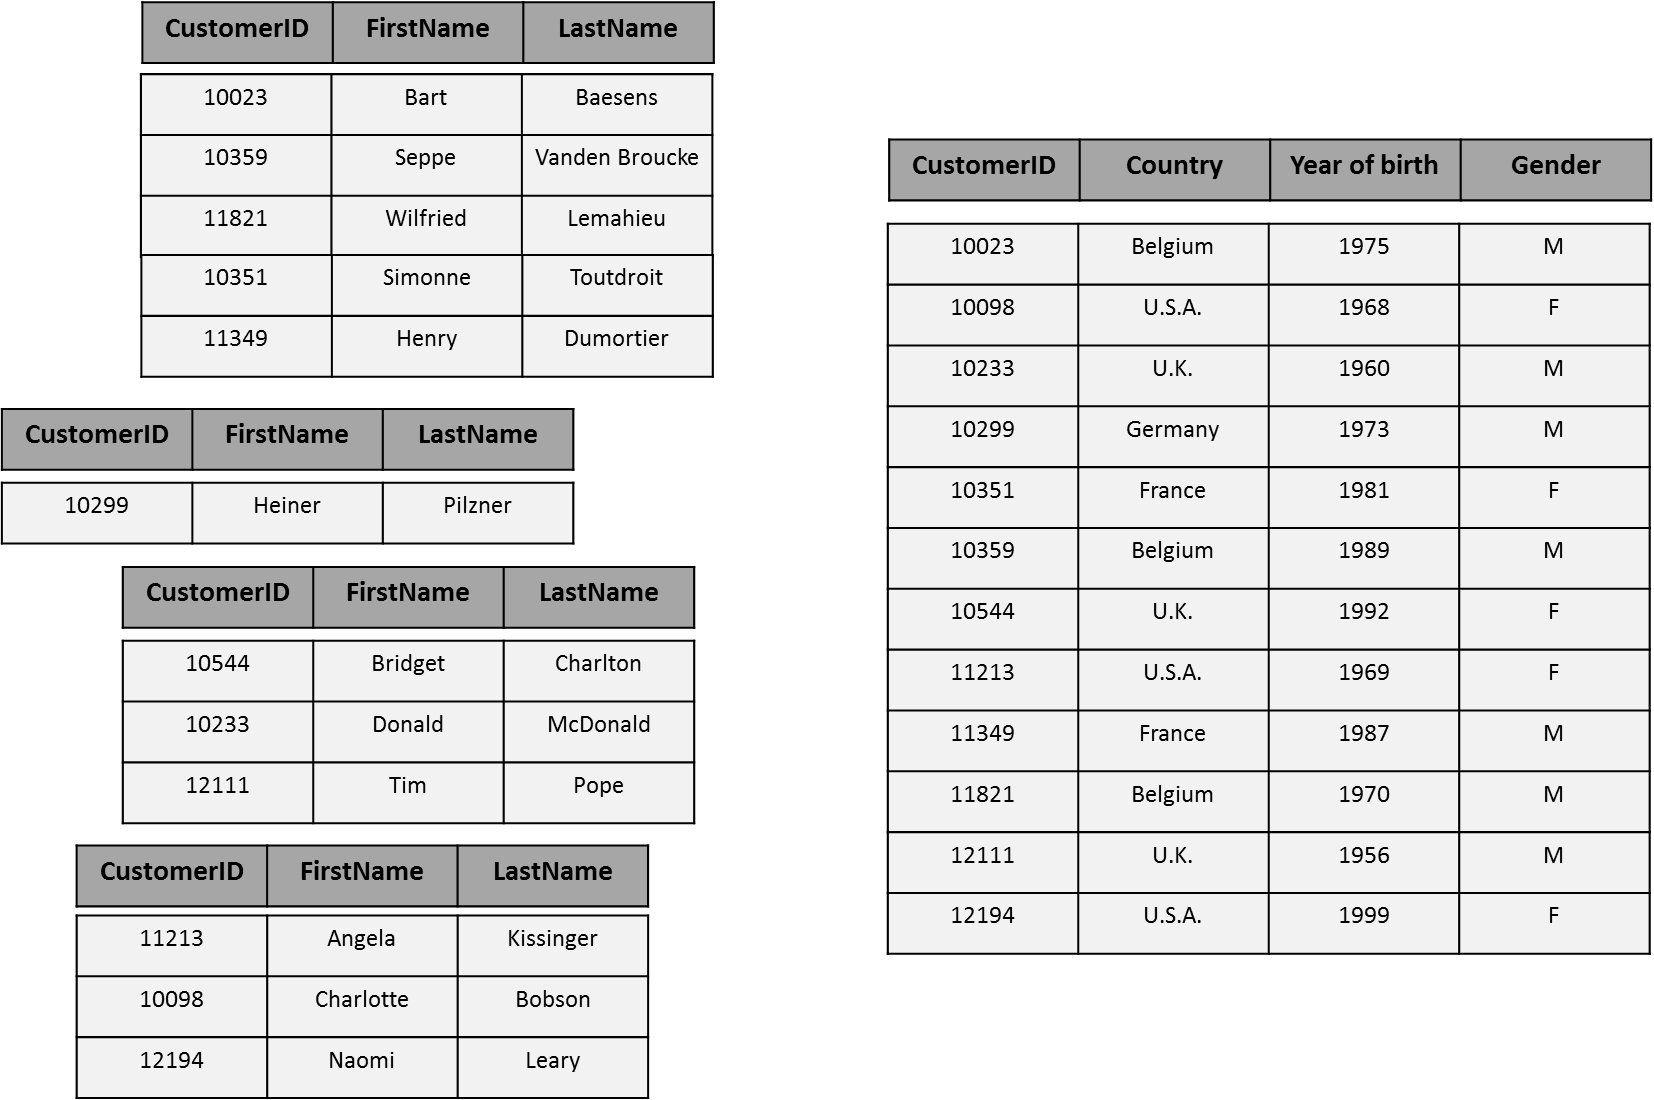 CustomerID FirstName LastName
10023 Bart Baesens
10359 Seppe Vanden Broucke
11821 Wilfried Lemahieu
10351 Simonne Toutdroit
11349 Henry Dumortier
CustomerID FirstName LastName
10299 Heiner Pilzner
CustomerID FirstName LastName
10544 Bridget Charlton
10233 Donald McDonald
12111 Tim Pope
CustomerID FirstName LastName
11213 Angela Kissinger
10098 Charlotte Bobson
12194 Naomi Leary
CustomerID Country Year of birth Gender
10023 Belgium 1975 M
10098 U.S.A. 1968 F
10233 U.K. 1960 M
10299 Germany 1973 M
10351 France 1981 F
10359 Belgium 1989 M
10544 U.K. 1992 F
11213 U.S.A. 1969 F
11349 France 1987 M
11821 Belgium 1970 M
12111 U.K. 1956 M
12194 U.S.A. 1999 F